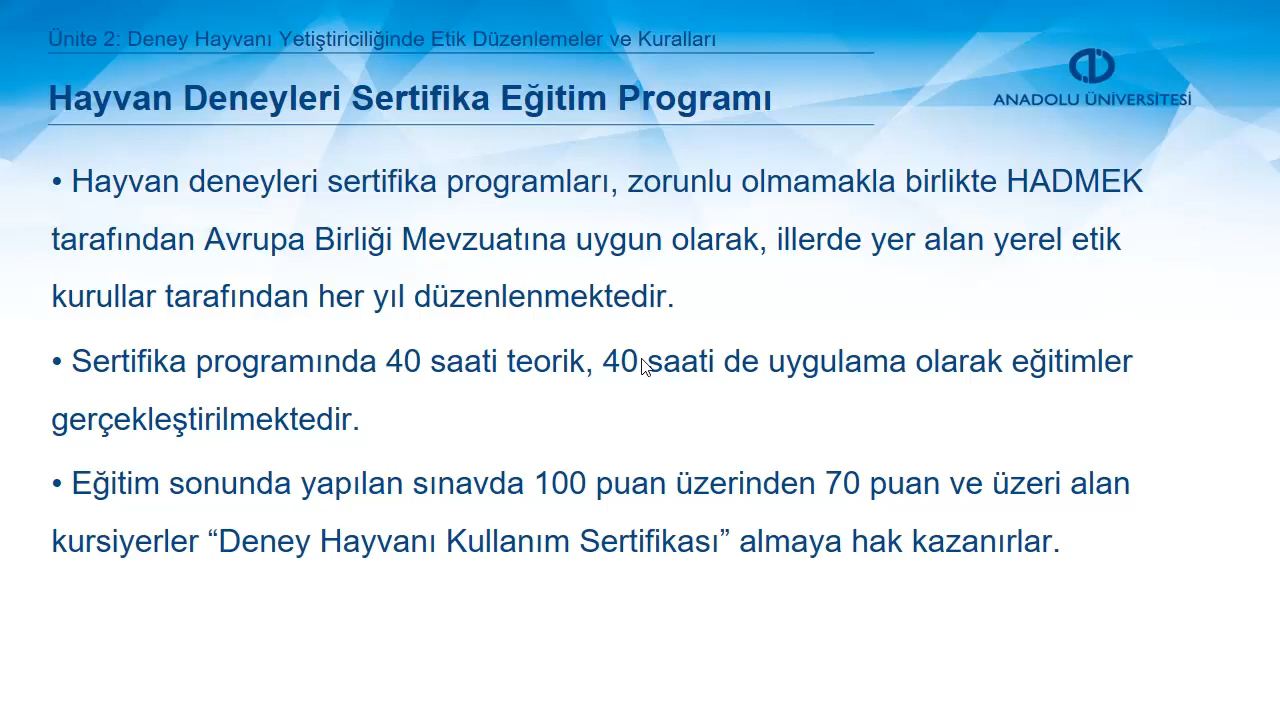 Ünite 2: Deney Hayvanı Yetiştiriciliğinde Etik Düzenlemeler ve Kuralları
Hayvan Deneyleri Sertifika Eğitim Programı
ANADOLU ÜNİVERSİTESİ
• Hayvan deneyleri sertifika programları, zorunlu olmamakla birlikte HADMEK
tarafından Avrupa Birliği Mevzuatına uygun olarak, illerde yer alan yerel etik
kurullar tarafından her yıl düzenlenmektedir.
• Sertifika programında 40 saati teorik, 40 saati de uygulama olarak eğitimler
gerçekleştirilmektedir.
• Eğitim sonunda yapılan sınavda 100 puan üzerinden 70 puan ve üzeri alan
kursiyerler “Deney Hayvanı Kullanım Sertifikası” almaya hak kazanırlar.